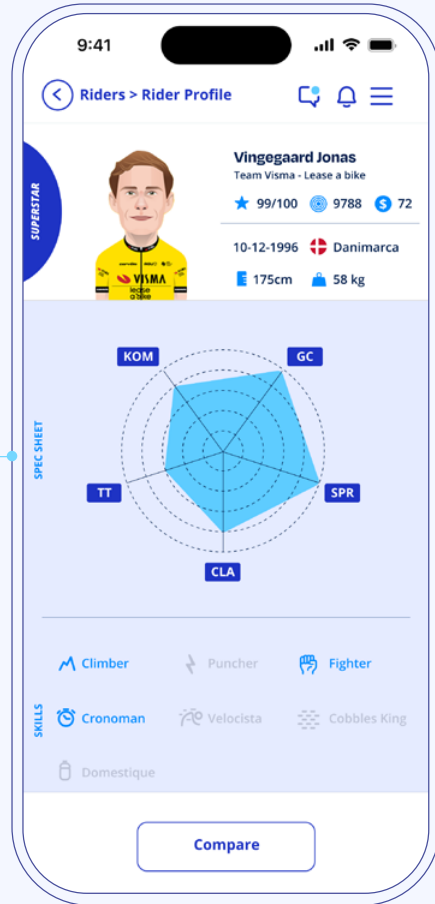 9:41
Riders > Rider Profile
SUPERSTAR
Vingegaard Jonas
Team Visma - Lease a bike
99/100 9788 $ 72
10-12-1996 Danimarca
175cm 58 kg
VISMA
lease
a bike
SPEC SHEET
KOM GC
TT SPR
CLA
SKILLS
Climber Puncher Fighter
Cronoman Velocista Cobbles King
Domestique
Compare